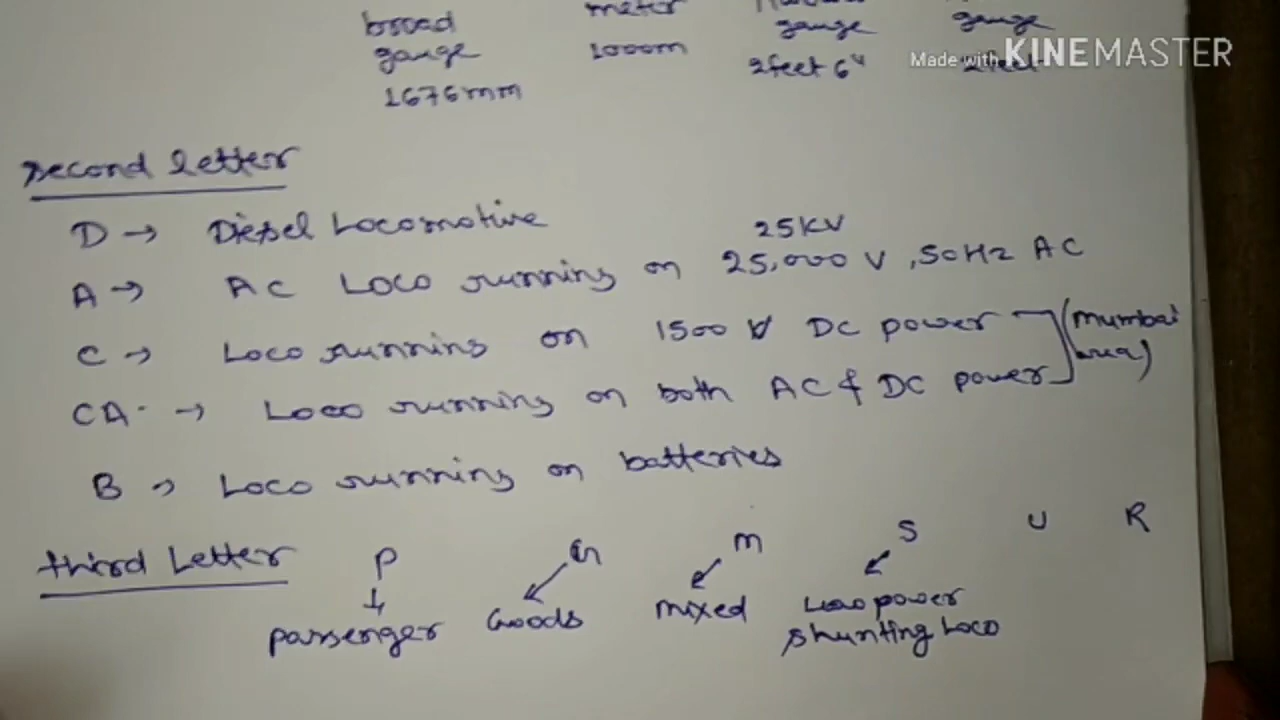 broad meter gauge gauge
gauge 1000m 2feet 6"
1676mm
Made with KINEMASTER
second letter
D → Diesel Locomotive
25KV
A → AC Loco running on 25,000 V, 50Hz AC
C → Loco running on 1500 V DC power (Mumbai
area)
CA → Loco running on both AC & DC power
B → Loco running on batteries
third Letter P G M S U R
passenger Goods mixed Low power
shunting Loco